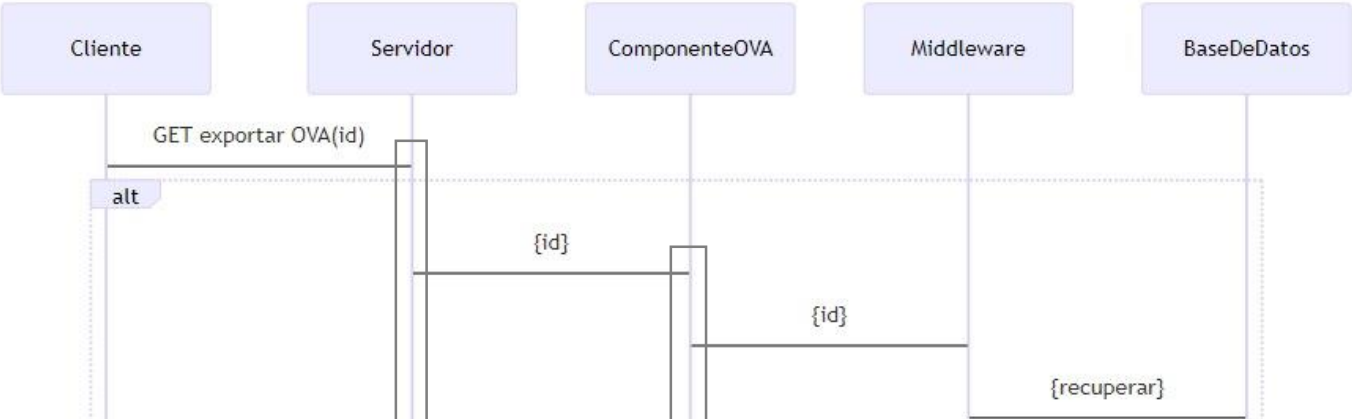 Cliente
Servidor
ComponenteOVA
Middleware
BaseDeDatos
GET exportar OVA(id)
alt
{id}
{id}
{recuperar}